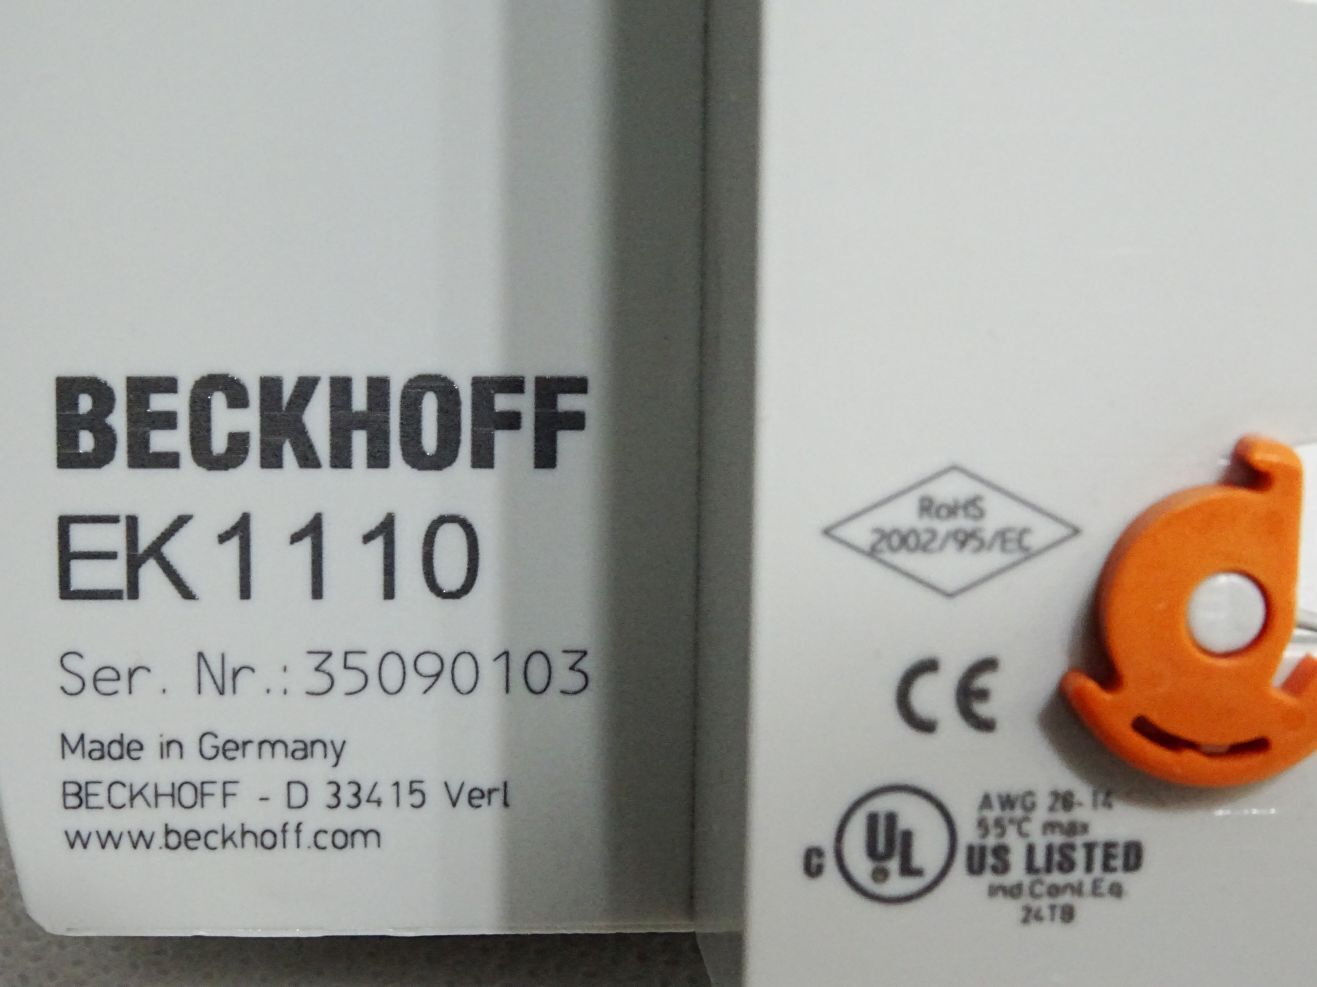 BECKHOFF
EK1110
Ser. Nr.:35090103
Made in Germany
BECKHOFF - D 33415 Verl
www.beckhoff.com
RoHS
2002/95/EC
CE
C UL US LISTED
AWG 26-14
55°C max
Ind.Cont.Eq
24TB